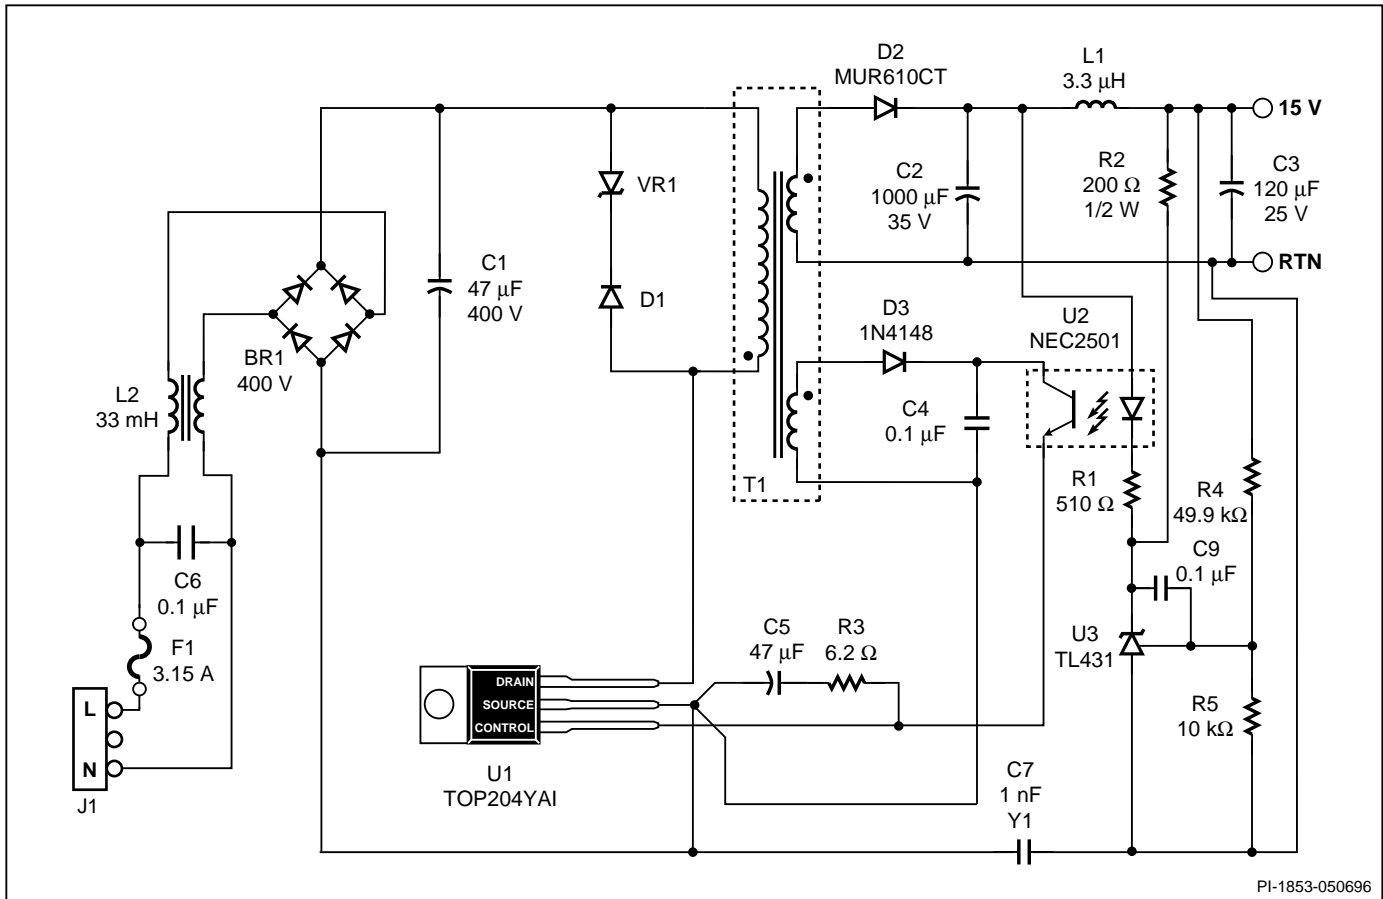 D2
MUR610CT
L1
3.3 µH
15 V
VR1
C2
1000 µF
35 V
R2
200 Ω
1/2 W
C3
120 µF
25 V
C1
47 µF
400 V
D1
RTN
D3
1N4148
U2
NEC2501
BR1
400 V
L2
33 mH
C4
0.1 µF
T1
R1
510 Ω
R4
49.9 kΩ
C9
0.1 µF
C6
0.1 µF
F1
3.15 A
C5
47 µF
R3
6.2 Ω
U3
TL431
DRAIN
SOURCE
CONTROL
L
N
J1
R5
10 kΩ
U1
TOP204YAI
C7
1 nF
Y1
PI-1853-050696